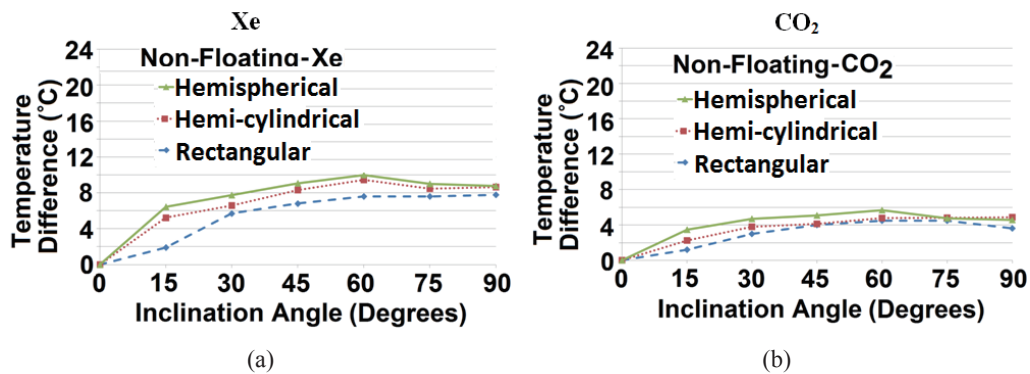 Xe
24
20
16
12
8
4
0
Temperature
Difference (°C)
Non-Floating-Xe
Hemispherical
Hemi-cylindrical
Rectangular
0 15 30 45 60 75 90
Inclination Angle (Degrees)
(a)
CO2
24
20
16
12
8
4
0
Temperature
Difference (°C)
Non-Floating-CO2
Hemispherical
Hemi-cylindrical
Rectangular
0 15 30 45 60 75 90
Inclination Angle (Degrees)
(b)